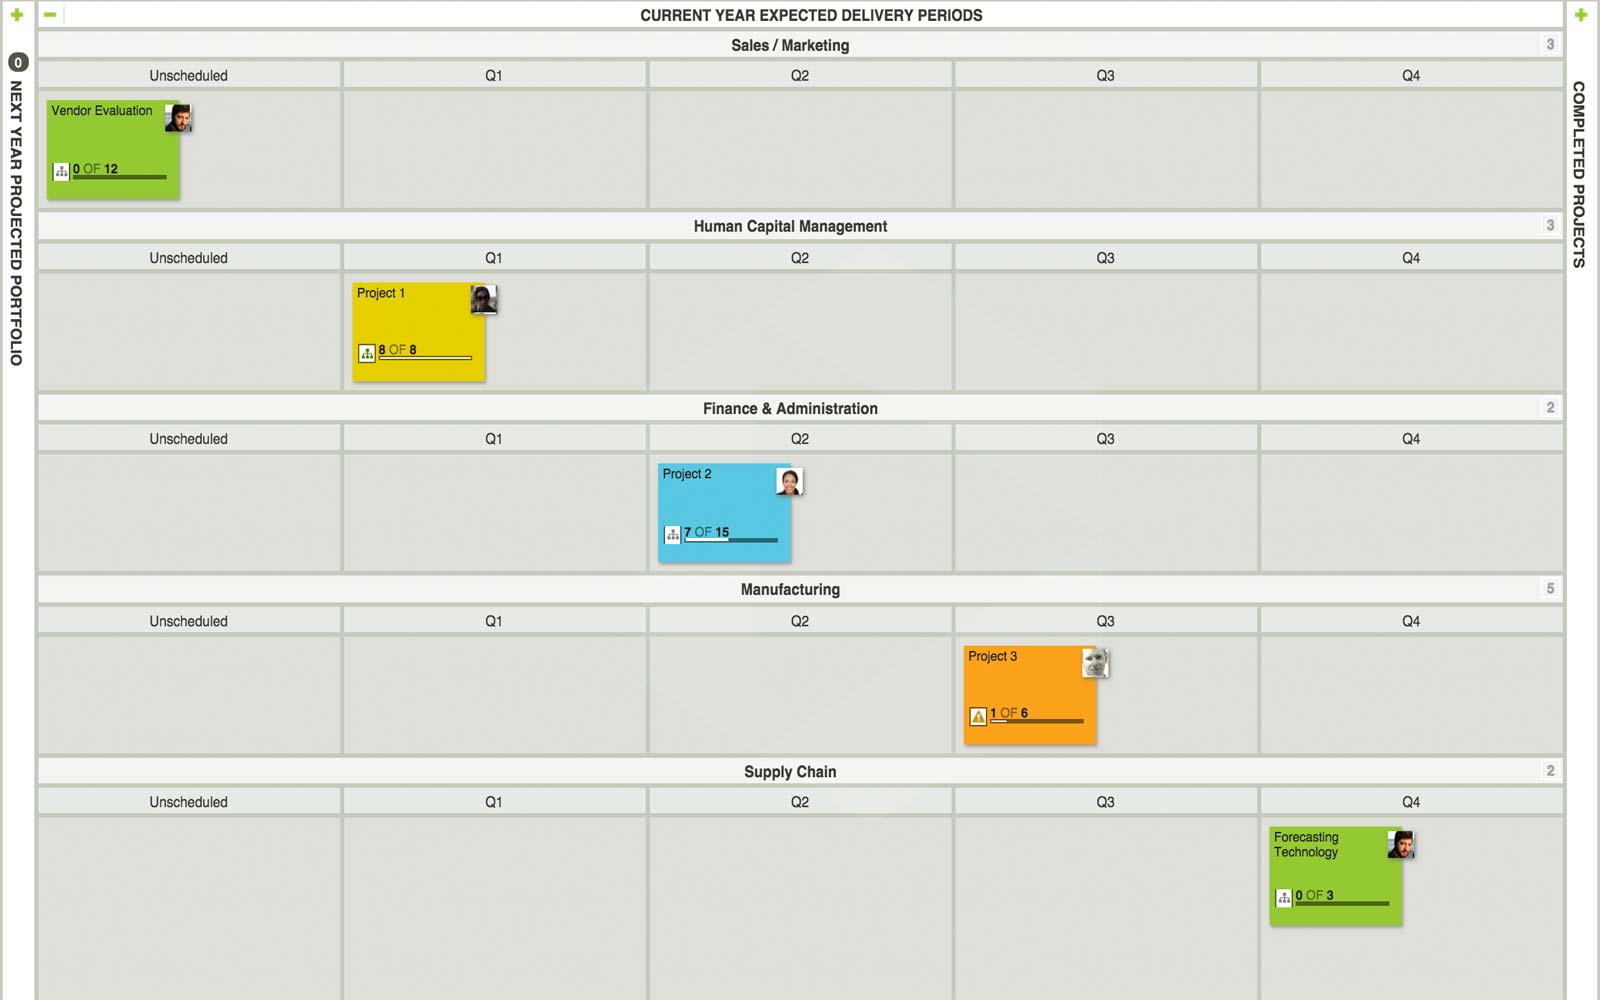 CURRENT YEAR EXPECTED DELIVERY PERIODS
0
NEXT YEAR PROJECTED PORTFOLIO
COMPLETED PROJECTS
Sales / Marketing 3
Unscheduled Q1 Q2 Q3 Q4
Vendor Evaluation
0 OF 12
Human Capital Management 3
Unscheduled Q1 Q2 Q3 Q4
Project 1
8 OF 8
Finance & Administration 2
Unscheduled Q1 Q2 Q3 Q4
Project 2
7 OF 15
Manufacturing 5
Unscheduled Q1 Q2 Q3 Q4
Project 3
1 OF 6
Supply Chain 2
Unscheduled Q1 Q2 Q3 Q4
Forecasting
Technology
0 OF 3